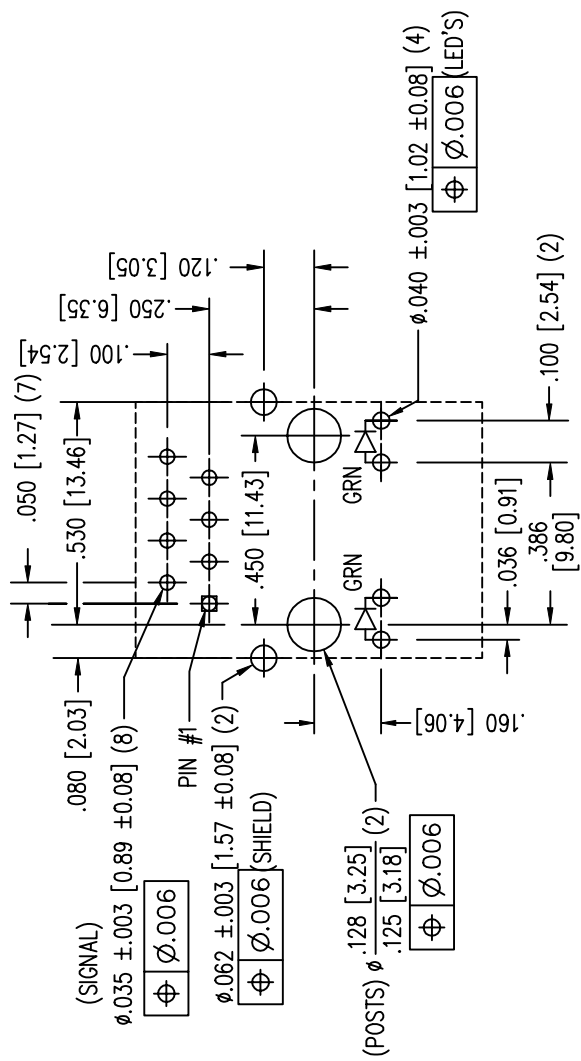 (SIGNAL)
ø.035 ±.003 [0.89 ±0.08] (8)
⌖ Ø.006
PIN #1
ø.062 ±.003 [1.57 ±0.08] (2)
⌖ Ø.006 (SHIELD)
(POSTS) ø .128 [3.25] (2)
.125 [3.18]
⌖ Ø.006
.080 [2.03]
.530 [13.46]
.050 [1.27] (7)
.100 [2.54]
.250 [6.35]
.120 [3.05]
.450 [11.43]
GRN
GRN
.160 [4.06]
.036 [0.91]
.386
[9.80]
.100 [2.54] (2)
ø.040 ±.003 [1.02 ±0.08] (4)
⌖ Ø.006 (LED'S)